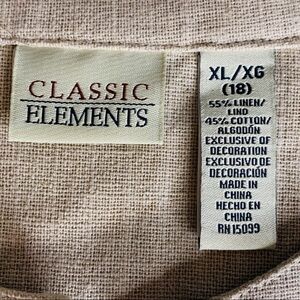 CLASSIC
ELEMENTS
XL/XG
(18)
55% LINEN/
LINO
45% COTTON/
ALGODÓN
EXCLUSIVE OF
DECORATION
EXCLUSIVO DE
DECORACIÓN
MADE IN
CHINA
HECHO EN
CHINA
RN 15099